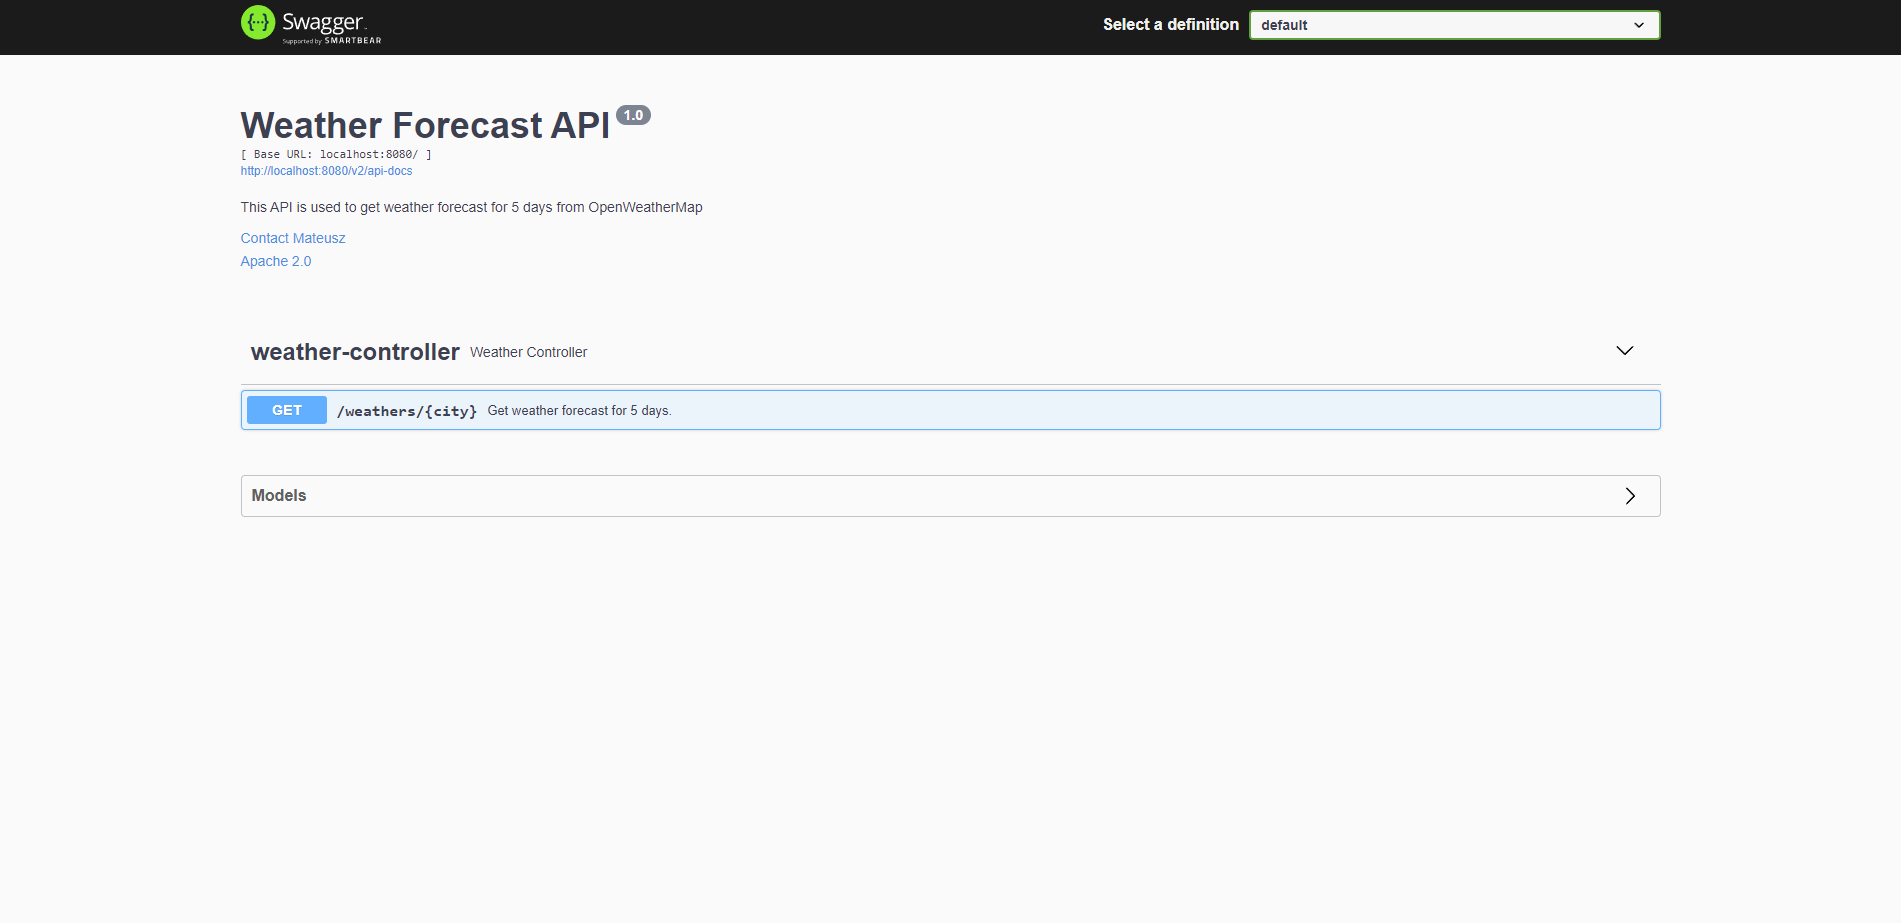 {···} Swagger
Supported by SMARTBEAR
Select a definition
default
Weather Forecast API 1.0
[ Base URL: localhost:8080/ ]
http://localhost:8080/v2/api-docs
This API is used to get weather forecast for 5 days from OpenWeatherMap
Contact Mateusz
Apache 2.0
weather-controller Weather Controller
GET /weathers/{city} Get weather forecast for 5 days.
Models